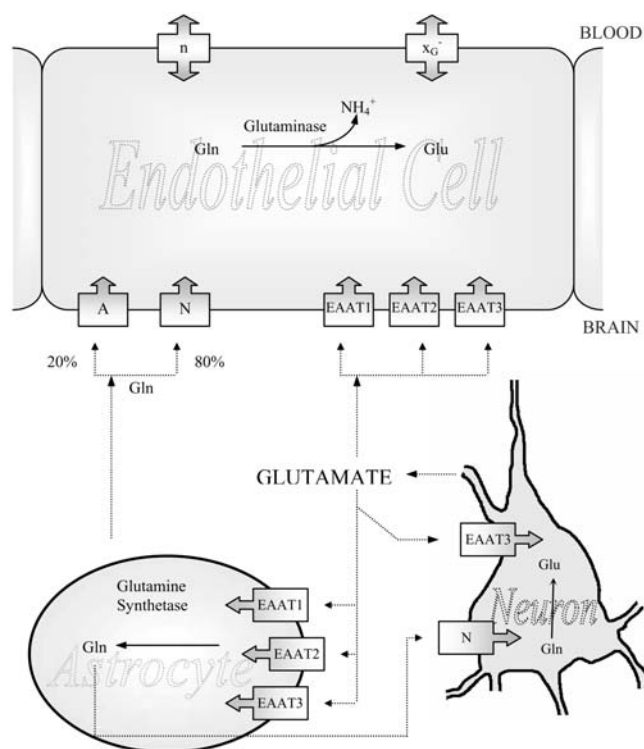 BLOOD
n
x_G^-
NH₄⁺
Glutaminase
Gln
Glu
Endothelial Cell
A
N
EAAT1
EAAT2
EAAT3
BRAIN
20%
80%
Gln
GLUTAMATE
EAAT3
Glu
Neuron
N
Gln
Glutamine
Synthetase
EAAT1
Gln
EAAT2
Astrocyte
EAAT3